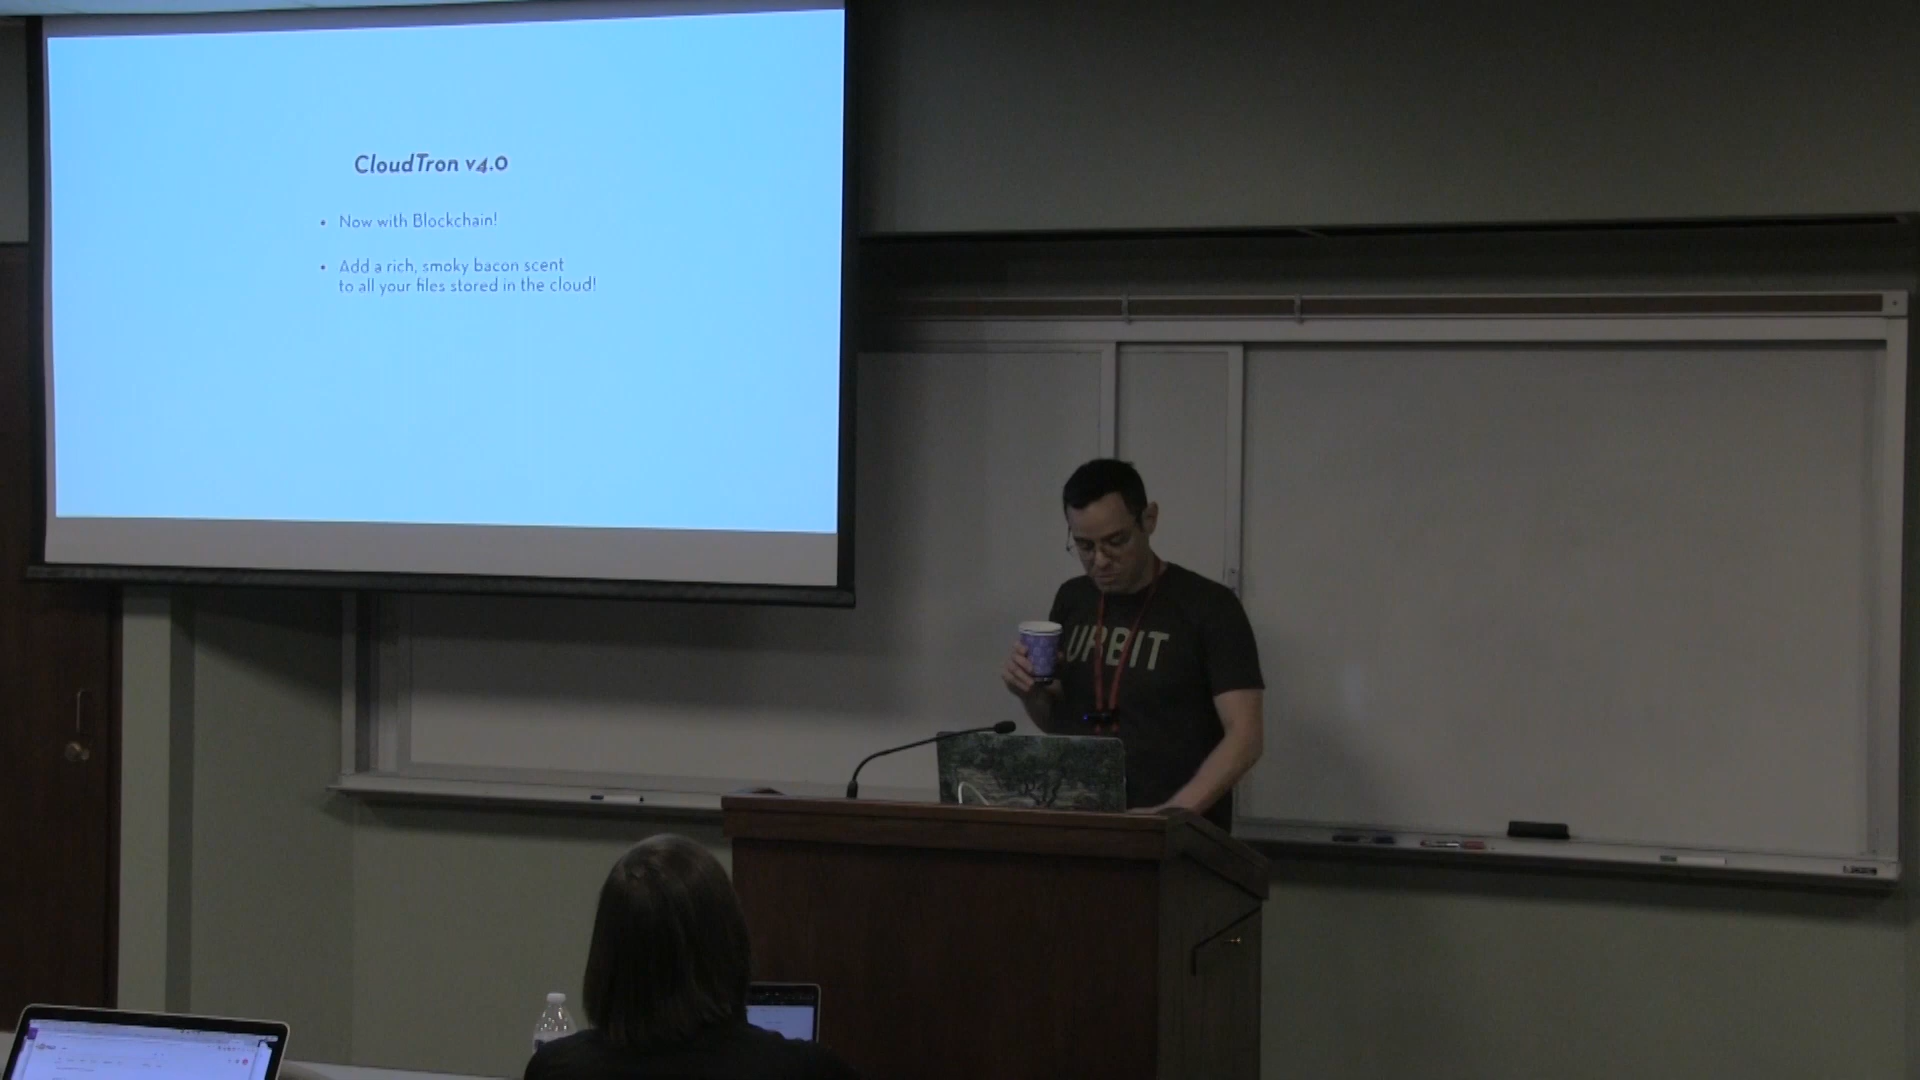 CloudTron v4.0
• Now with Blockchain!
• Add a rich, smoky bacon scent
to all your files stored in the cloud!
URBIT